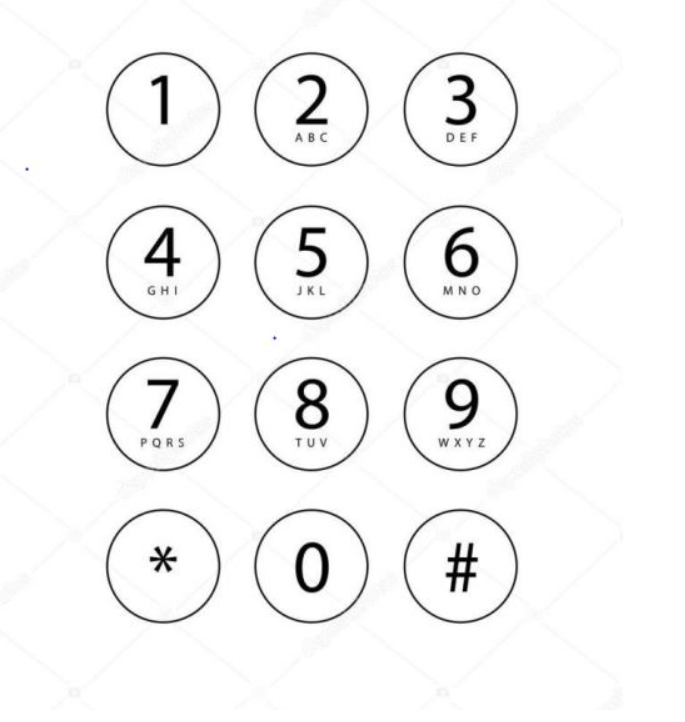 1 2 3
ABC DEF
4 5 6
GHI JKL MNO
7 8 9
PQRS TUV WXYZ
* 0 #